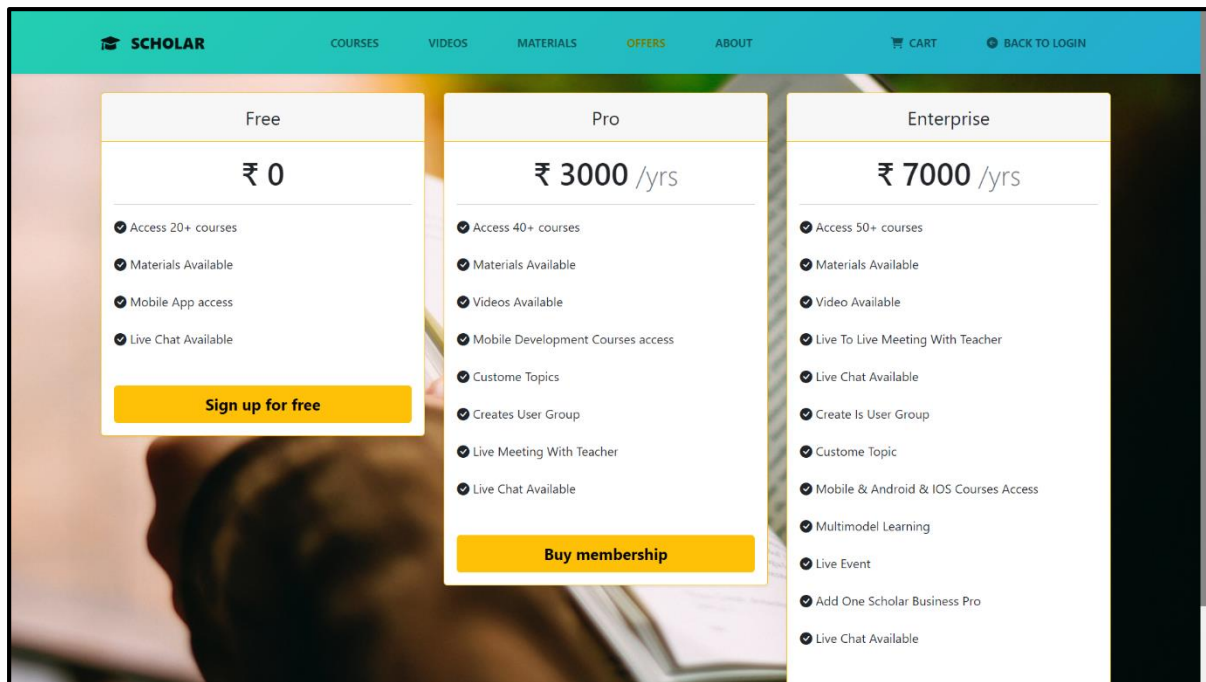 SCHOLAR COURSES VIDEOS MATERIALS OFFERS ABOUT CART BACK TO LOGIN
Free
₹ 0
Access 20+ courses
Materials Available
Mobile App access
Live Chat Available
Sign up for free
Pro
₹ 3000 /yrs
Access 40+ courses
Materials Available
Videos Available
Mobile Development Courses access
Custome Topics
Creates User Group
Live Meeting With Teacher
Live Chat Available
Buy membership
Enterprise
₹ 7000 /yrs
Access 50+ courses
Materials Available
Video Available
Live To Live Meeting With Teacher
Live Chat Available
Create Is User Group
Custome Topic
Mobile & Android & IOS Courses Access
Multimodel Learning
Live Event
Add One Scholar Business Pro
Live Chat Available